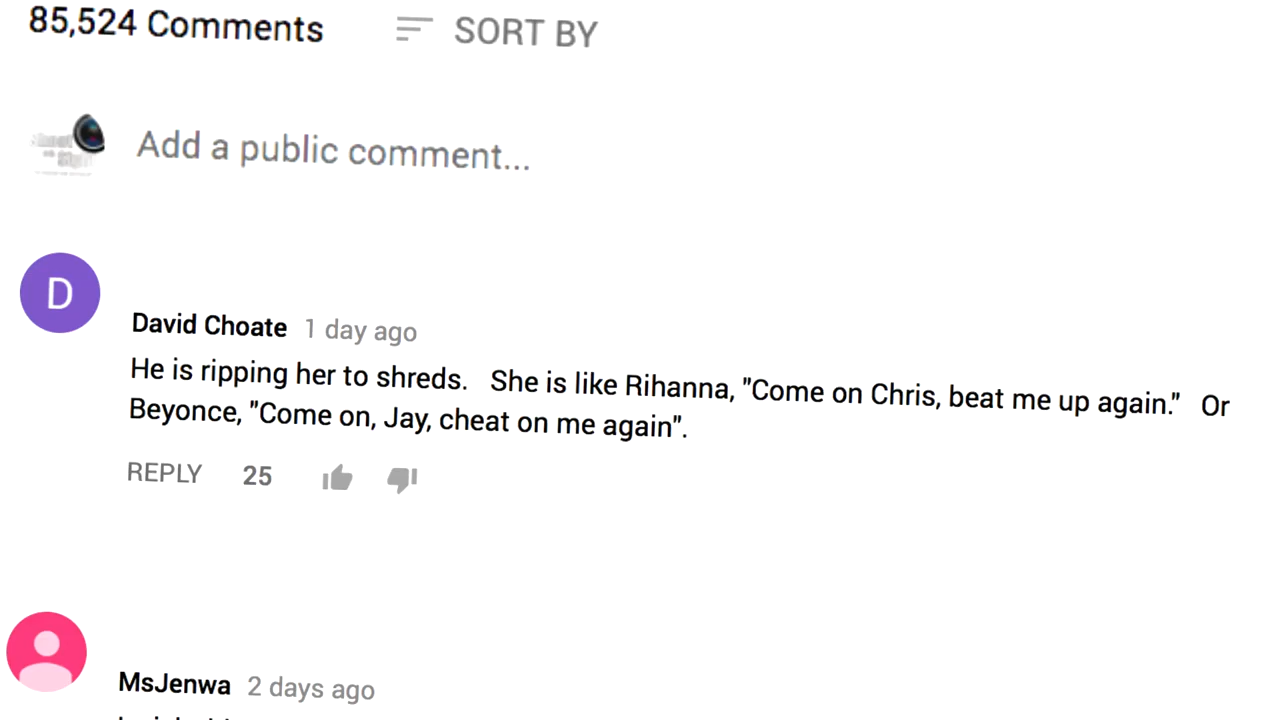 85,524 Comments SORT BY
Add a public comment...
D
David Choate 1 day ago
He is ripping her to shreds. She is like Rihanna, "Come on Chris, beat me up again." Or
Beyonce, "Come on, Jay, cheat on me again".
REPLY 25
MsJenwa 2 days ago